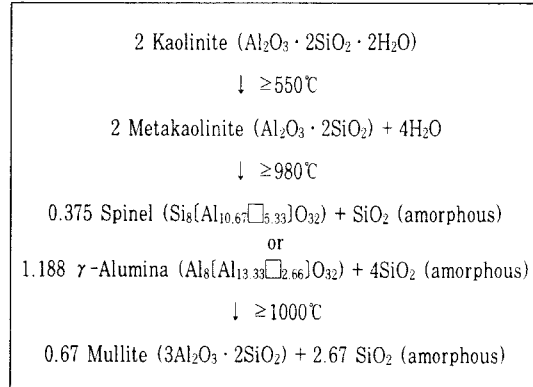 2 Kaolinite (Al₂O₃・2SiO₂・2H₂O)
↓ ≥550℃
2 Metakaolinite (Al₂O₃・2SiO₂) + 4H₂O
↓ ≥980℃
0.375 Spinel (Si₈[Al₁₀.₆₇□₅.₃₃]O₃₂) + SiO₂ (amorphous)
or
1.188 γ-Alumina (Al₈[Al₁₃.₃₃□₂.₆₆]O₃₂) + 4SiO₂ (amorphous)
↓ ≥1000℃
0.67 Mullite (3Al₂O₃・2SiO₂) + 2.67 SiO₂ (amorphous)